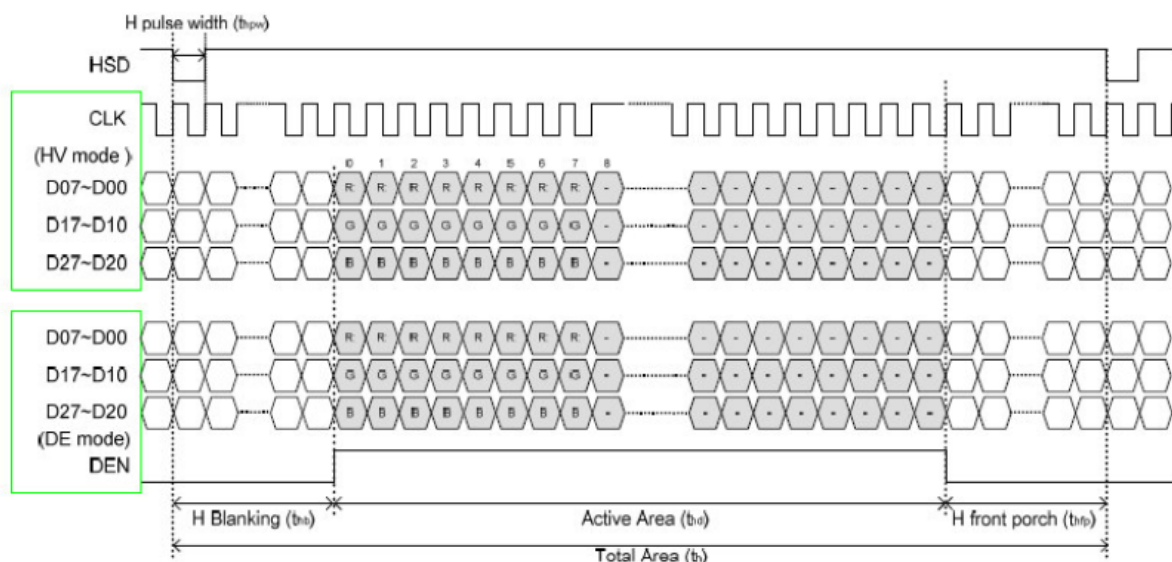 H pulse width (thpw)
HSD
CLK
(HV mode )
0 1 2 3 4 5 6 7 8
D07~D00 R R R R R R R R - - - - - - - - -
D17~D10 G G G G G G G G - - - - - - - - -
D27~D20 B B B B B B B B - - - - - - - - -
D07~D00 R R R R R R R R - - - - - - - - -
D17~D10 G G G G G G G G - - - - - - - - -
D27~D20 B B B B B B B B - - - - - - - - -
(DE mode)
DEN
H Blanking (thb) Active Area (thd) H front porch (thfp)
Total Area (th)